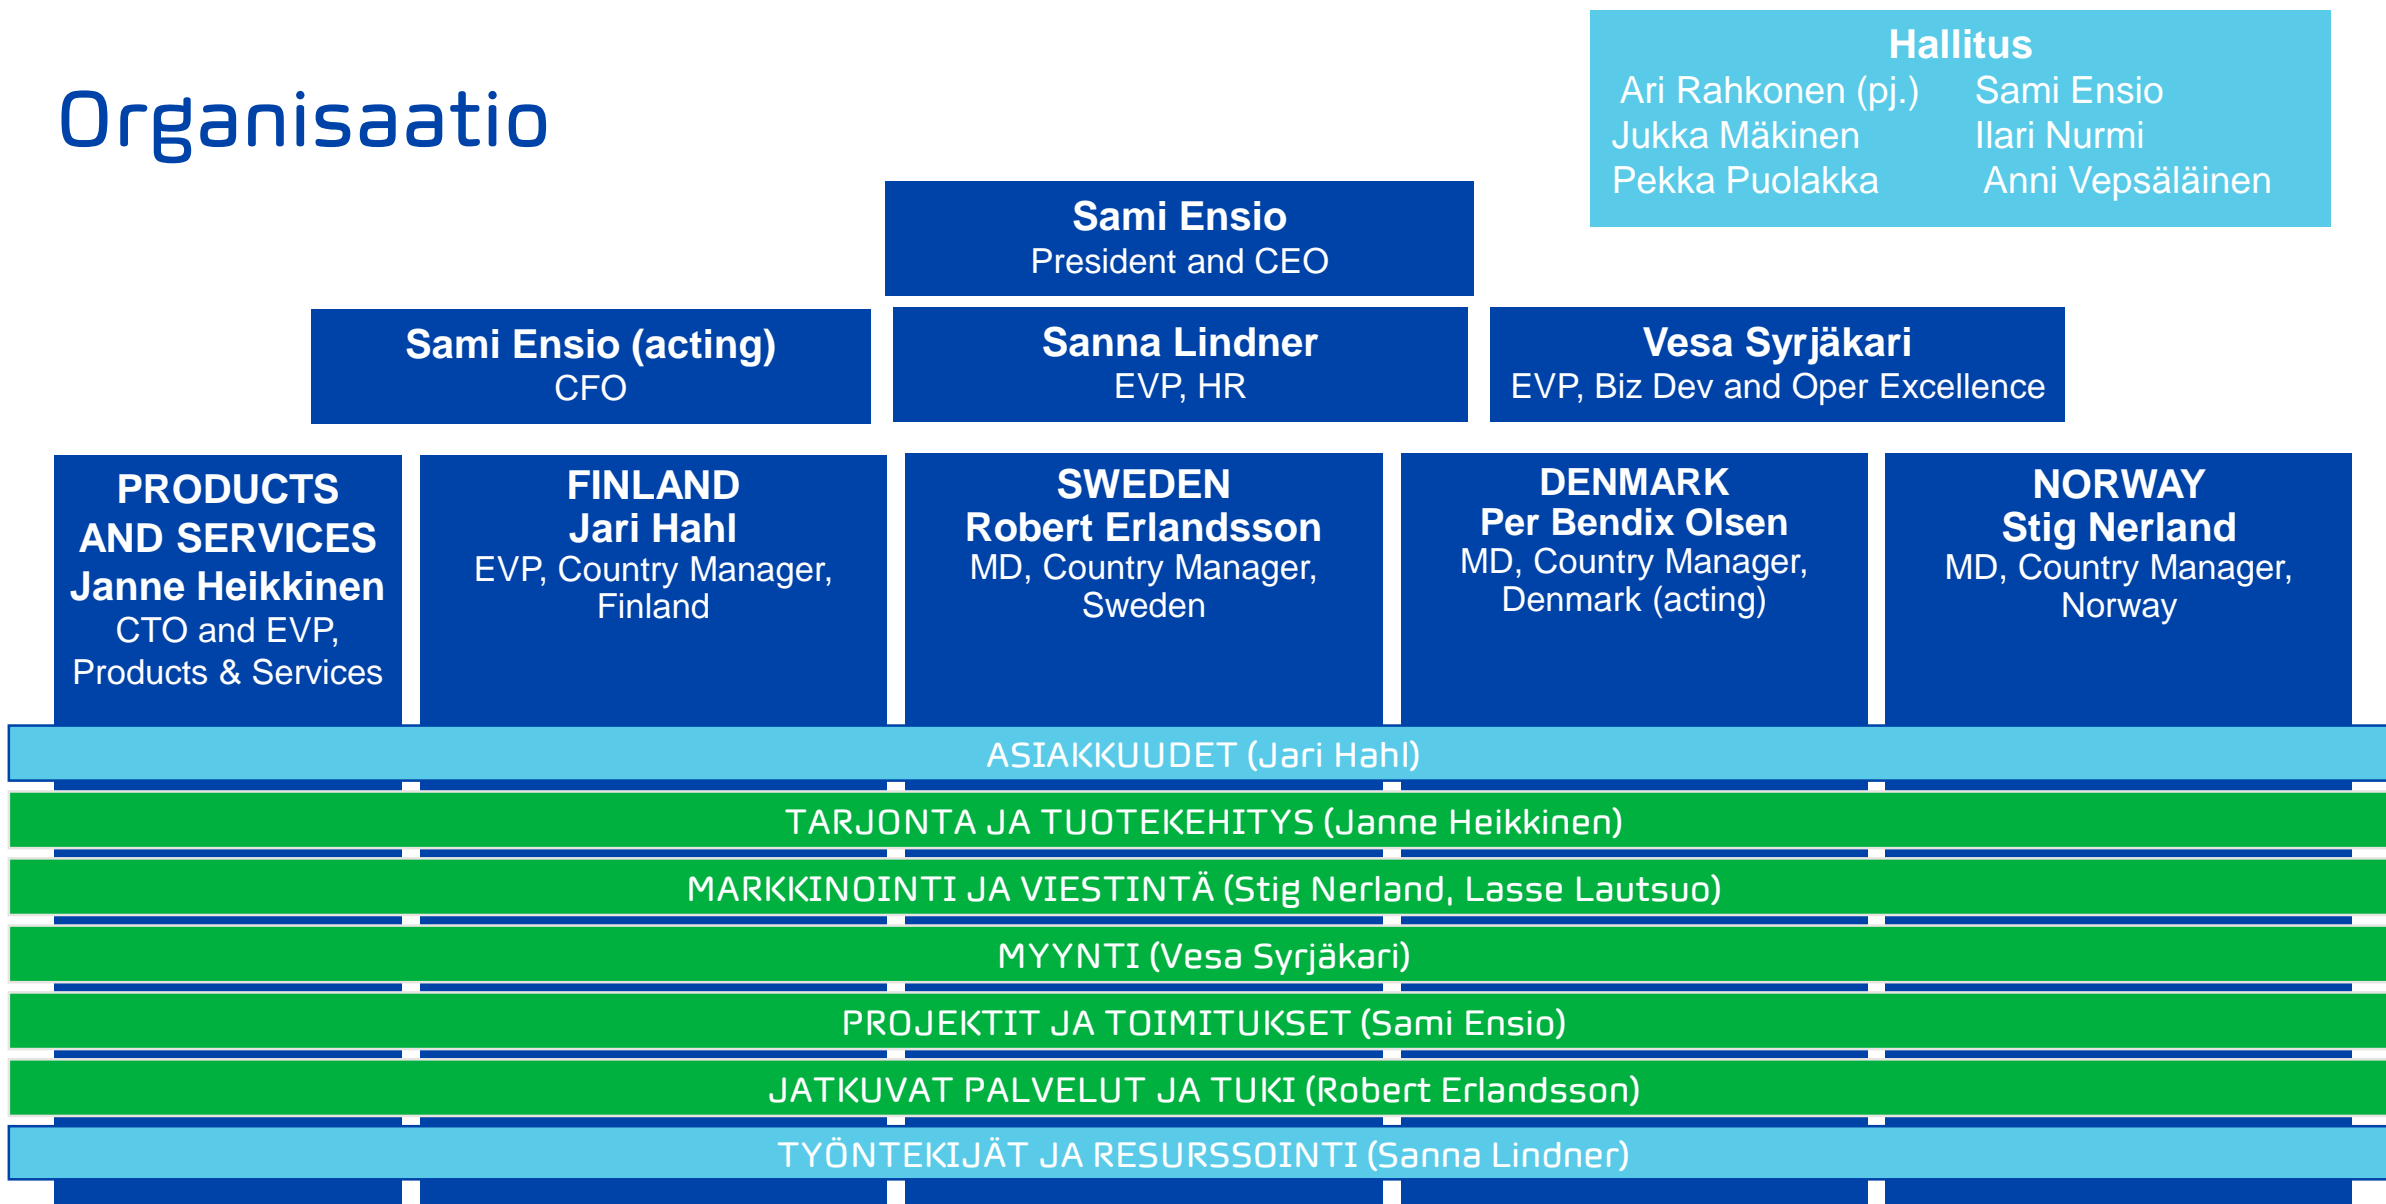 Organisaatio
Hallitus
Ari Rahkonen (pj.) Sami Ensio
Jukka Mäkinen Ilari Nurmi
Pekka Puolakka Anni Vepsäläinen
Sami Ensio
President and CEO
Sami Ensio (acting)
CFO
Sanna Lindner
EVP, HR
Vesa Syrjäkari
EVP, Biz Dev and Oper Excellence
PRODUCTS
AND SERVICES
Janne Heikkinen
CTO and EVP,
Products & Services
FINLAND
Jari Hahl
EVP, Country Manager,
Finland
SWEDEN
Robert Erlandsson
MD, Country Manager,
Sweden
DENMARK
Per Bendix Olsen
MD, Country Manager,
Denmark (acting)
NORWAY
Stig Nerland
MD, Country Manager,
Norway
ASIAKKUUDET (Jari Hahl)
TARJONTA JA TUOTEKEHITYS (Janne Heikkinen)
MARKKINOINTI JA VIESTINTÄ (Stig Nerland, Lasse Lautsuo)
MYYNTI (Vesa Syrjäkari)
PROJEKTIT JA TOIMITUKSET (Sami Ensio)
JATKUVAT PALVELUT JA TUKI (Robert Erlandsson)
TYÖNTEKIJÄT JA RESURSSOINTI (Sanna Lindner)